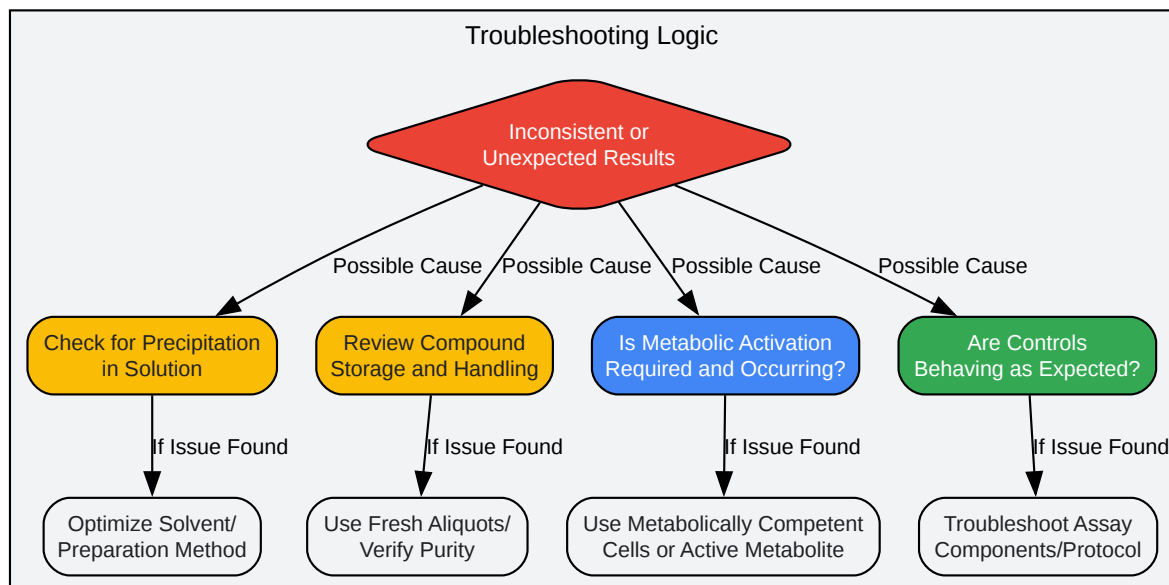 Troubleshooting Logic
Inconsistent or
Unexpected Results
Possible Cause
Possible Cause
Possible Cause
Possible Cause
Check for Precipitation
in Solution
Review Compound
Storage and Handling
Is Metabolic Activation
Required and Occurring?
Are Controls
Behaving as Expected?
If Issue Found
If Issue Found
If Issue Found
If Issue Found
Optimize Solvent/
Preparation Method
Use Fresh Aliquots/
Verify Purity
Use Metabolically Competent
Cells or Active Metabolite
Troubleshoot Assay
Components/Protocol